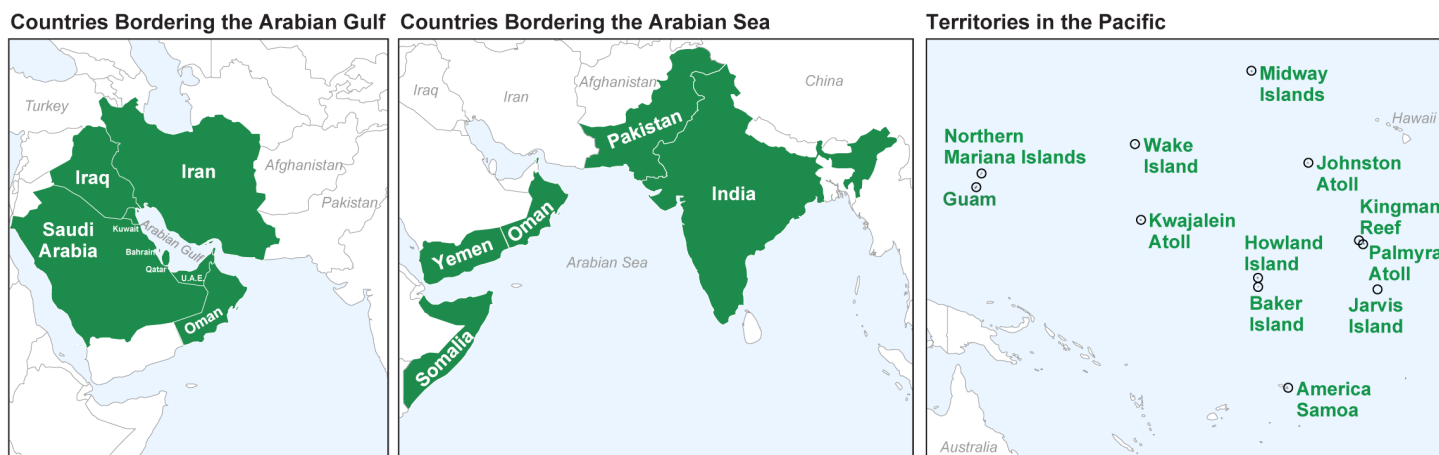 Countries Bordering the Arabian Gulf
Turkey
Iraq
Iran
Afghanistan
Pakistan
Saudi
Arabia
Kuwait
Arabian Gulf
Bahrain
Qatar
U.A.E.
Oman
Countries Bordering the Arabian Sea
Iraq
Iran
Afghanistan
China
Pakistan
India
Oman
Yemen
Arabian Sea
Somalia
Territories in the Pacific
Midway
Islands
Hawaii
Northern
Mariana Islands
Guam
Wake
Island
Johnston
Atoll
Kwajalein
Atoll
Kingman
Reef
Palmyra
Atoll
Howland
Island
Baker
Island
Jarvis
Island
America
Samoa
Australia